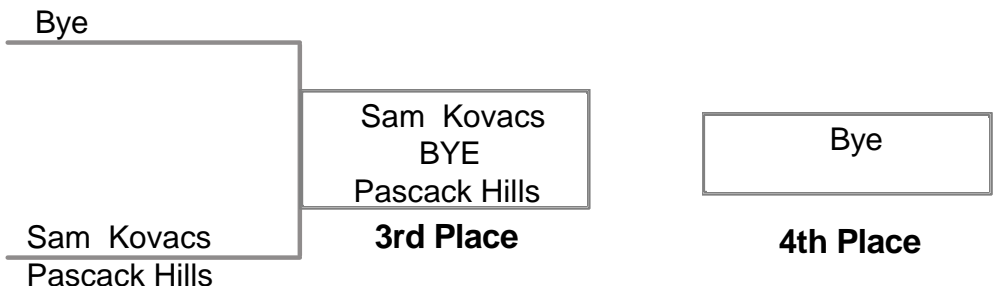 Bye
Sam Kovacs
BYE
Pascack Hills
3rd Place
Sam Kovacs
Pascack Hills
Bye
4th Place